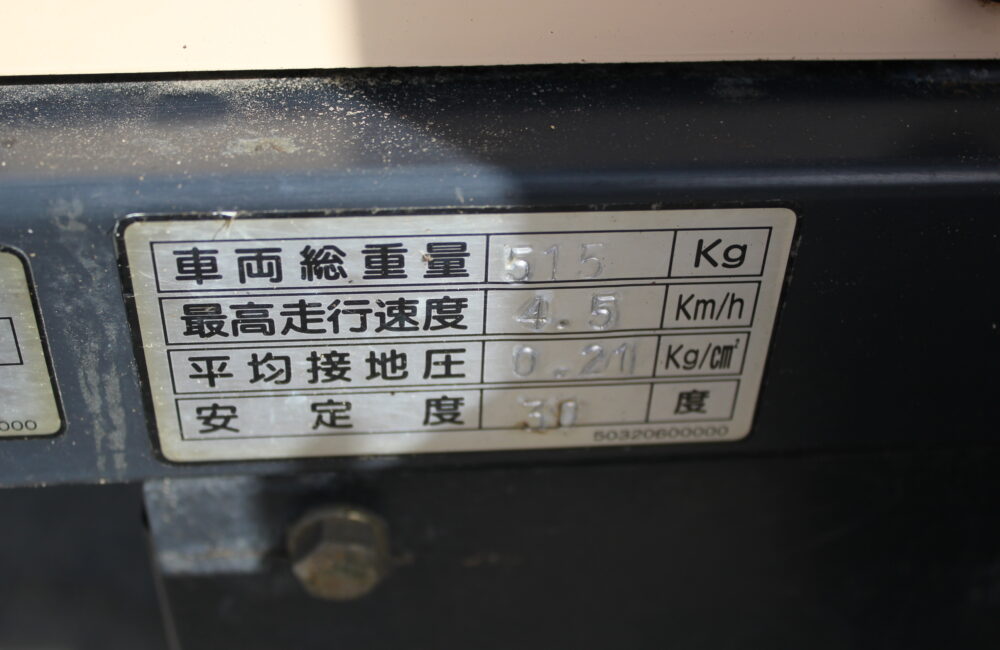 車両総重量 515 Kg
最高走行速度 4.5 Km/h
平均接地圧 0.21 Kg/cm²
安定度 30 度
50320600000
000